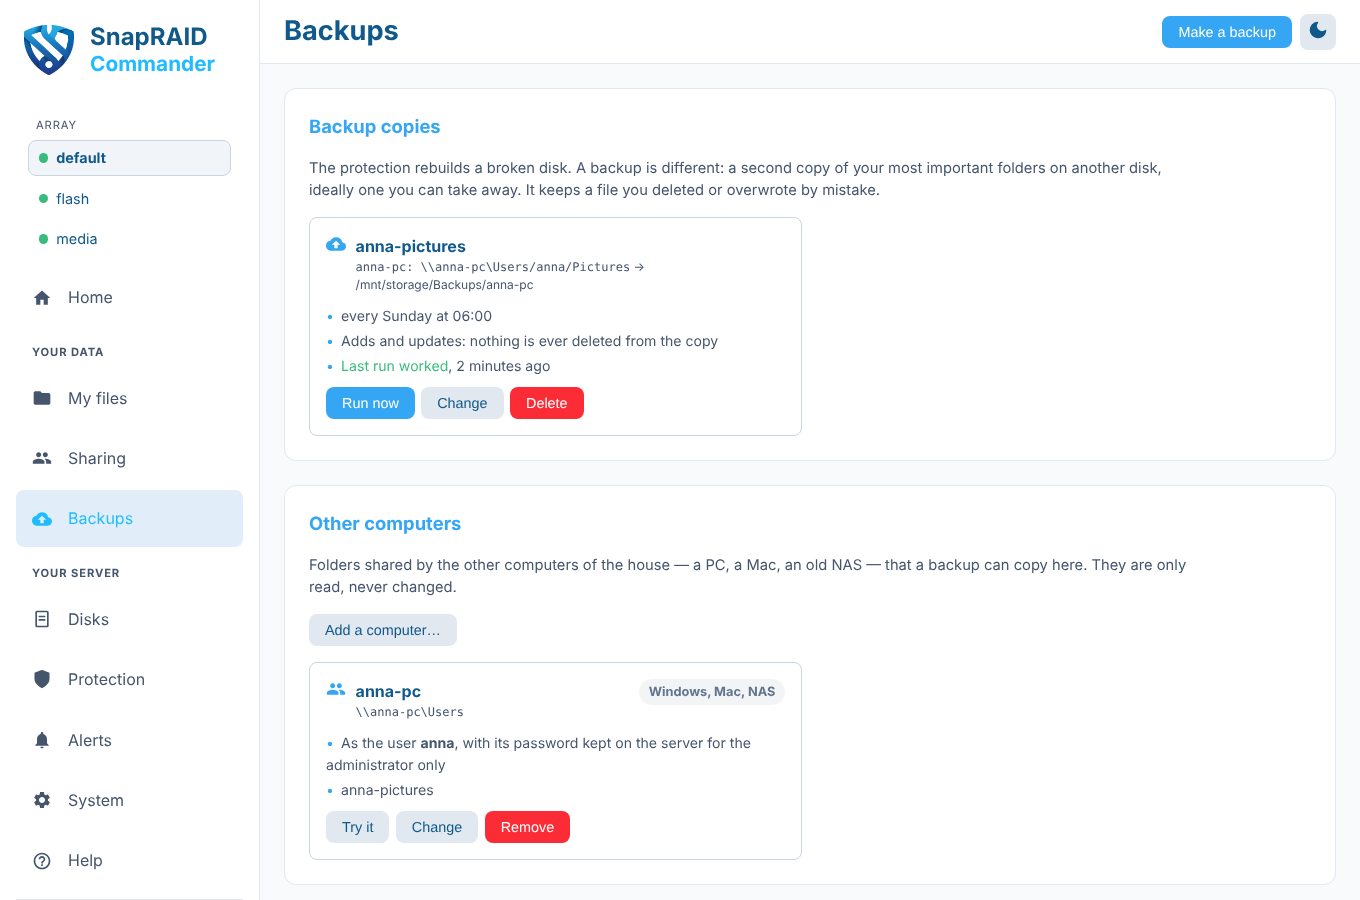 SnapRAID
Commander
ARRAY
default
flash
media
Home
YOUR DATA
My files
Sharing
Backups
YOUR SERVER
Disks
Protection
Alerts
System
Help
Backups
Make a backup
Backup copies
The protection rebuilds a broken disk. A backup is different: a second copy of your most important folders on another disk,
ideally one you can take away. It keeps a file you deleted or overwrote by mistake.
anna-pictures
anna-pc: \\anna-pc\Users/anna/Pictures →
/mnt/storage/Backups/anna-pc
• every Sunday at 06:00
• Adds and updates: nothing is ever deleted from the copy
• Last run worked, 2 minutes ago
Run now Change Delete
Other computers
Folders shared by the other computers of the house — a PC, a Mac, an old NAS — that a backup can copy here. They are only
read, never changed.
Add a computer…
anna-pc Windows, Mac, NAS
\\anna-pc\Users
• As the user anna, with its password kept on the server for the
administrator only
• anna-pictures
Try it Change Remove